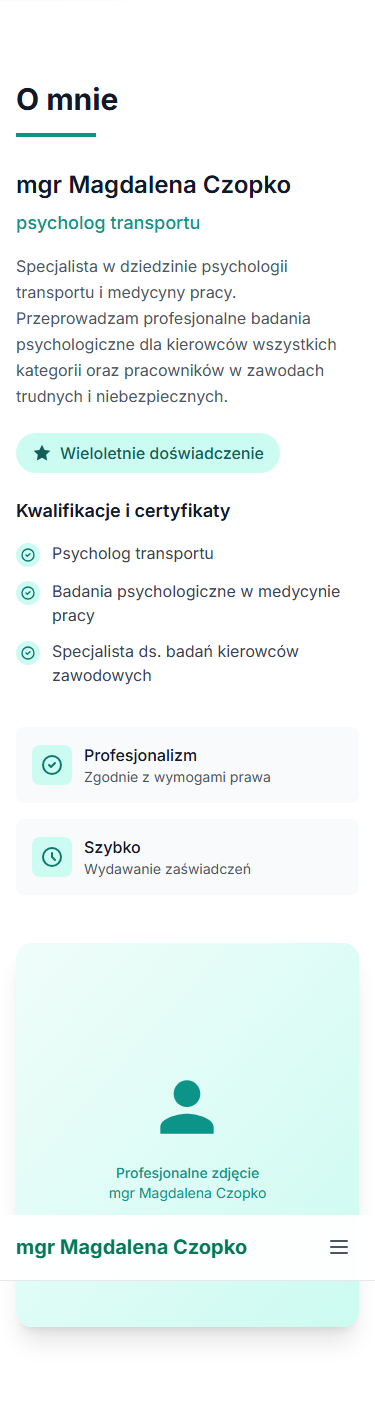 O mnie
mgr Magdalena Czopko
psycholog transportu
Specjalista w dziedzinie psychologii
transportu i medycyny pracy.
Przeprowadzam profesjonalne badania
psychologiczne dla kierowców wszystkich
kategorii oraz pracowników w zawodach
trudnych i niebezpiecznych.
Wieloletnie doświadczenie
Kwalifikacje i certyfikaty
Psycholog transportu
Badania psychologiczne w medycynie
pracy
Specjalista ds. badań kierowców
zawodowych
Profesjonalizm
Zgodnie z wymogami prawa
Szybko
Wydawanie zaświadczeń
Profesjonalne zdjęcie
mgr Magdalena Czopko
mgr Magdalena Czopko